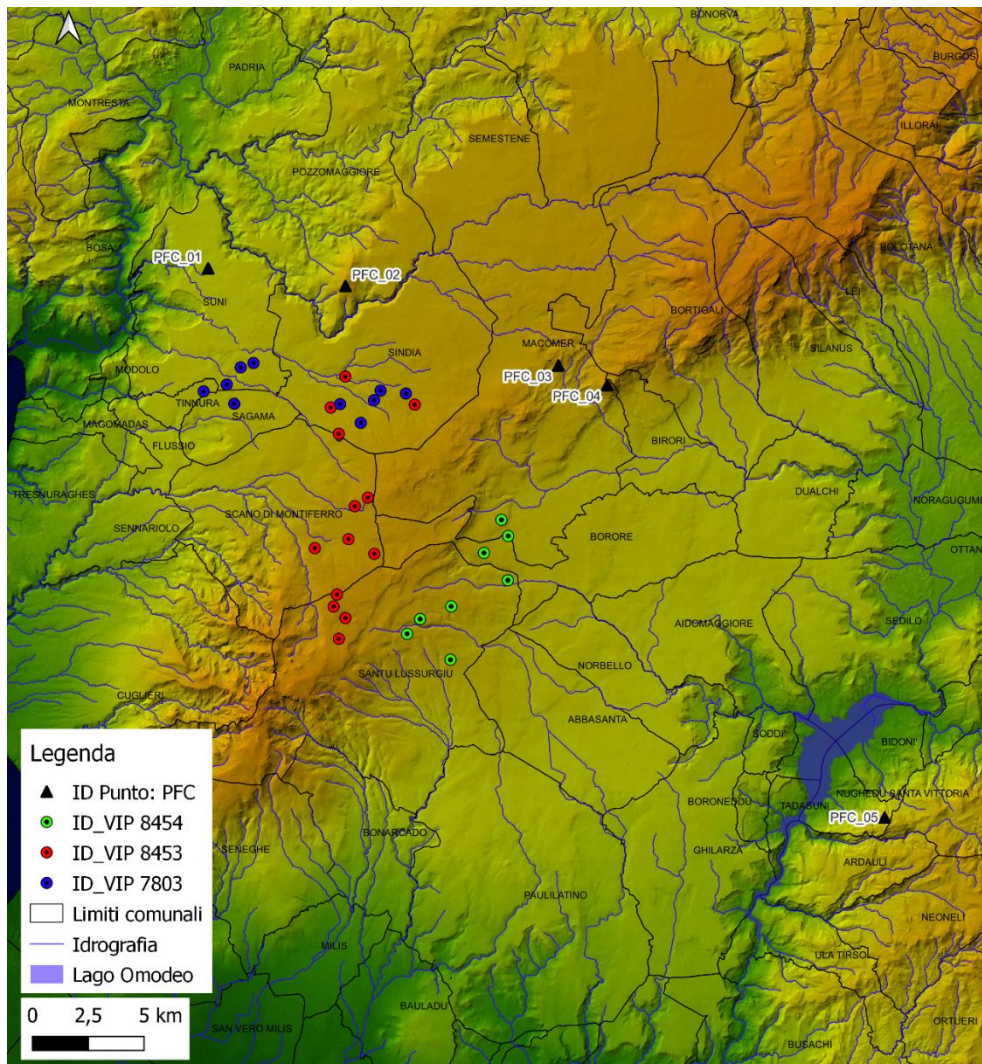 BONORVA
BURGOS
PADRIA
MONTRESTA
ILLORAI
SEMESTENE
POZZOMAGGIORE
BOSA
BOLOTANA
PFC_01
PFC_02
LEI
SUNI
BORTIGALI
MACOMER
SILANUS
SINDIA
PFC_03
MODOLO
PFC_04
TINNURA
SAGAMA
MAGOMADAS
BIRORI
FLUSSIO
TRESNURAGHES
DUALCHI
NORAGUGUME
SCANO DI MONTIFERRO
SENNARIOLO
BORORE
OTTAN
AIDOMAGGIORE
SEDILO
NORBELLO
SANTU LUSSURGIU
CUGLIERI
ABBASANTA
SODDI'
BIDONI'
NUGHEDU SANTA VITTORIA
BORONEDDU
TADASUNI
PFC_05
BONARCADO
SENEGHE
GHILARZA
ARDAULI
PAULILATINO
NEONELI
MILIS
ULA TIRSO
BAULADU
ORTUERI
SAN VERO MILIS
BUSACHI
Legenda
ID Punto: PFC
ID_VIP 8454
ID_VIP 8453
ID_VIP 7803
Limiti comunali
Idrografia
Lago Omodeo
0 2,5 5 km